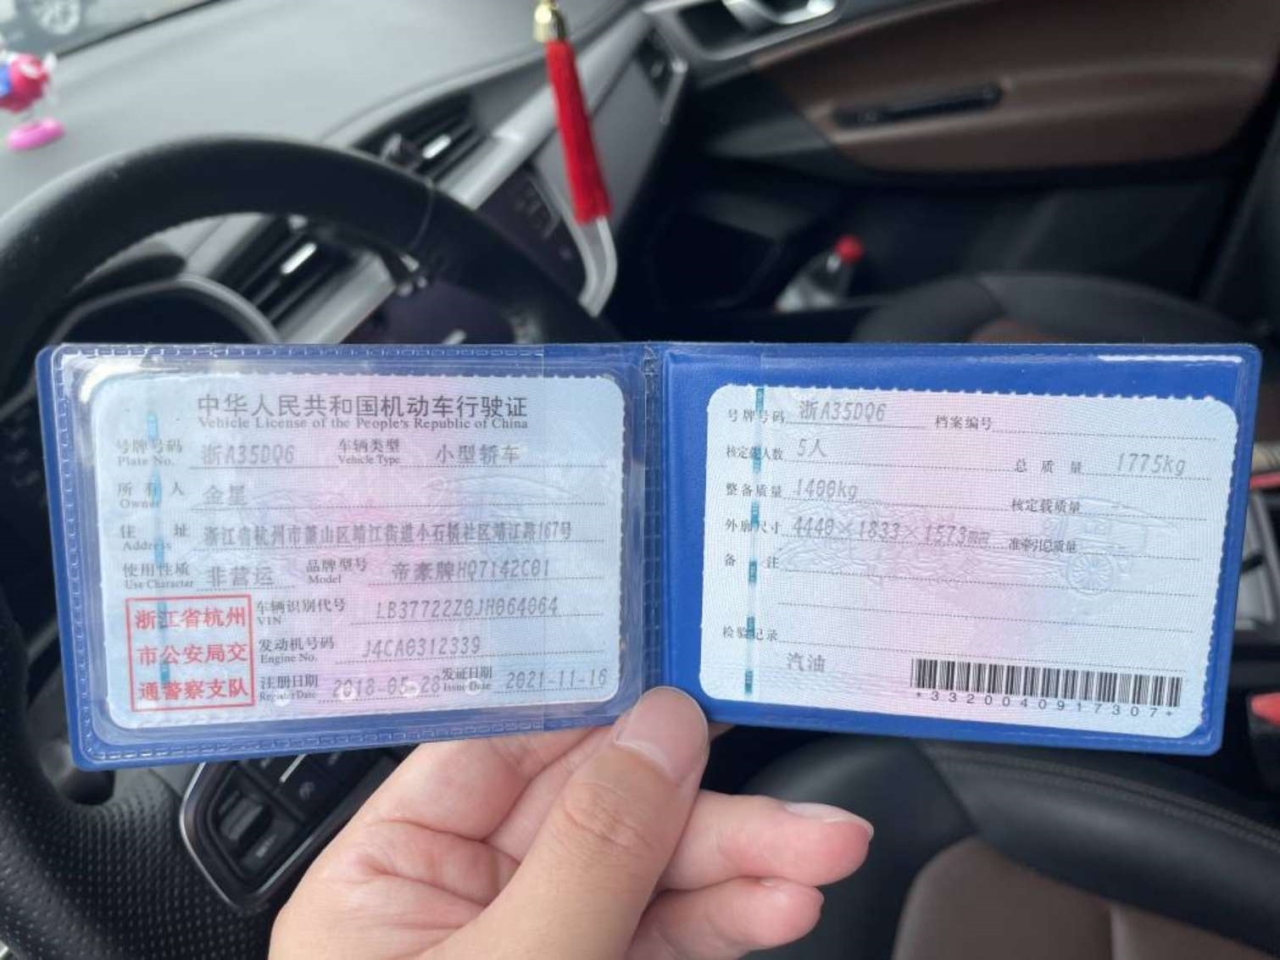 中华人民共和国机动车行驶证
Vehicle License of the People's Republic of China
号牌号码 浙A35DQ6 车辆类型 小型轿车
Plate No. Vehicle Type
所有人 金星
Owner
住址 浙江省杭州市萧山区靖江街道小石桥社区靖江路167号
Address
使用性质 非营运 品牌型号 帝豪牌HQ7142C01
Use Character Model
浙江省杭州
市公安局交
通警察支队
车辆识别代号 LB37722Z0JH064064
VIN
发动机号码 J4CA0312339
Engine No.
注册日期 2018-05-28 发证日期 2021-11-16
Register Date Issue Date
号牌号码 浙A35DQ6 档案编号
核定载人数 5人 总质量 1775kg
整备质量 1400kg 核定载质量
外廓尺寸 4440×1833×1573mm 准牵引总质量
备注
检验记录
汽油
*3320040917307*